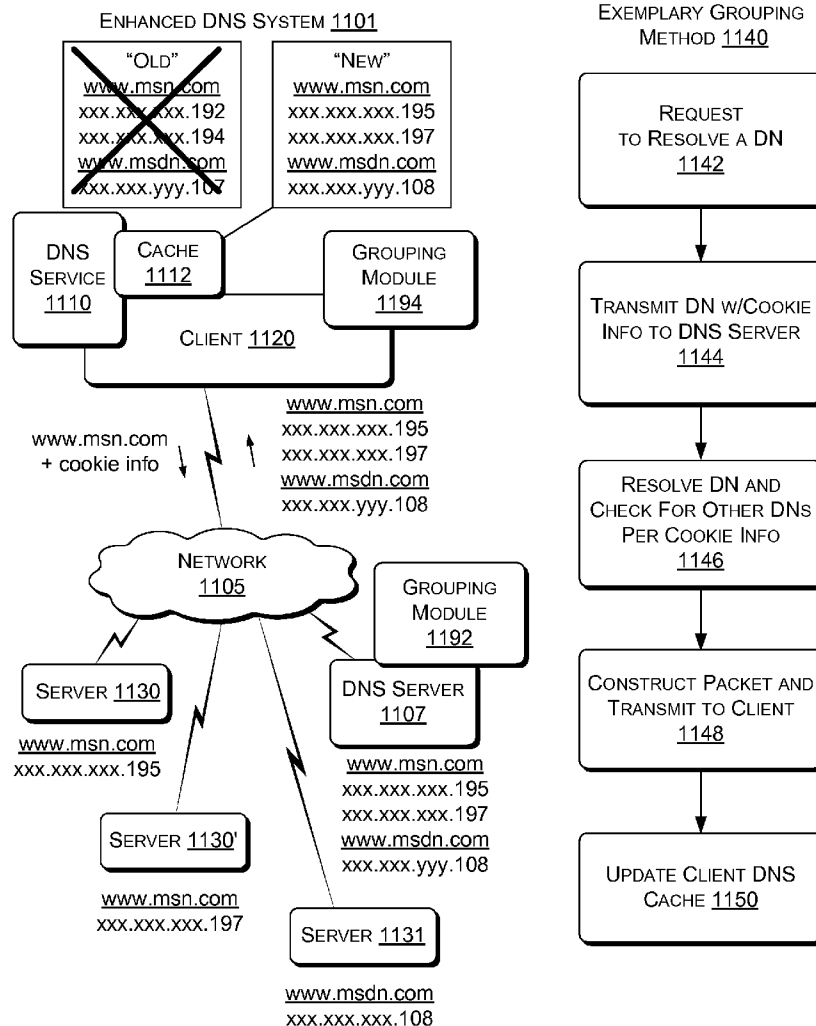 ENHANCED DNS SYSTEM 1101
"OLD"
www.msn.com
xxx.xxx.xxx.192
xxx.xxx.xxx.194
www.msdn.com
xxx.xxx.yyy.107
"NEW"
www.msn.com
xxx.xxx.xxx.195
xxx.xxx.xxx.197
www.msdn.com
xxx.xxx.yyy.108
DNS
SERVICE
1110
CACHE
1112
GROUPING
MODULE
1194
CLIENT 1120
www.msn.com
+ cookie info
www.msn.com
xxx.xxx.xxx.195
xxx.xxx.xxx.197
www.msdn.com
xxx.xxx.yyy.108
NETWORK
1105
GROUPING
MODULE
1192
DNS SERVER
1107
www.msn.com
xxx.xxx.xxx.195
xxx.xxx.xxx.197
www.msdn.com
xxx.xxx.yyy.108
SERVER 1130
www.msn.com
xxx.xxx.xxx.195
SERVER 1130'
www.msn.com
xxx.xxx.xxx.197
SERVER 1131
www.msdn.com
xxx.xxx.xxx.108
EXEMPLARY GROUPING
METHOD 1140
REQUEST
TO RESOLVE A DN
1142
TRANSMIT DN W/COOKIE
INFO TO DNS SERVER
1144
RESOLVE DN AND
CHECK FOR OTHER DNS
PER COOKIE INFO
1146
CONSTRUCT PACKET AND
TRANSMIT TO CLIENT
1148
UPDATE CLIENT DNS
CACHE 1150